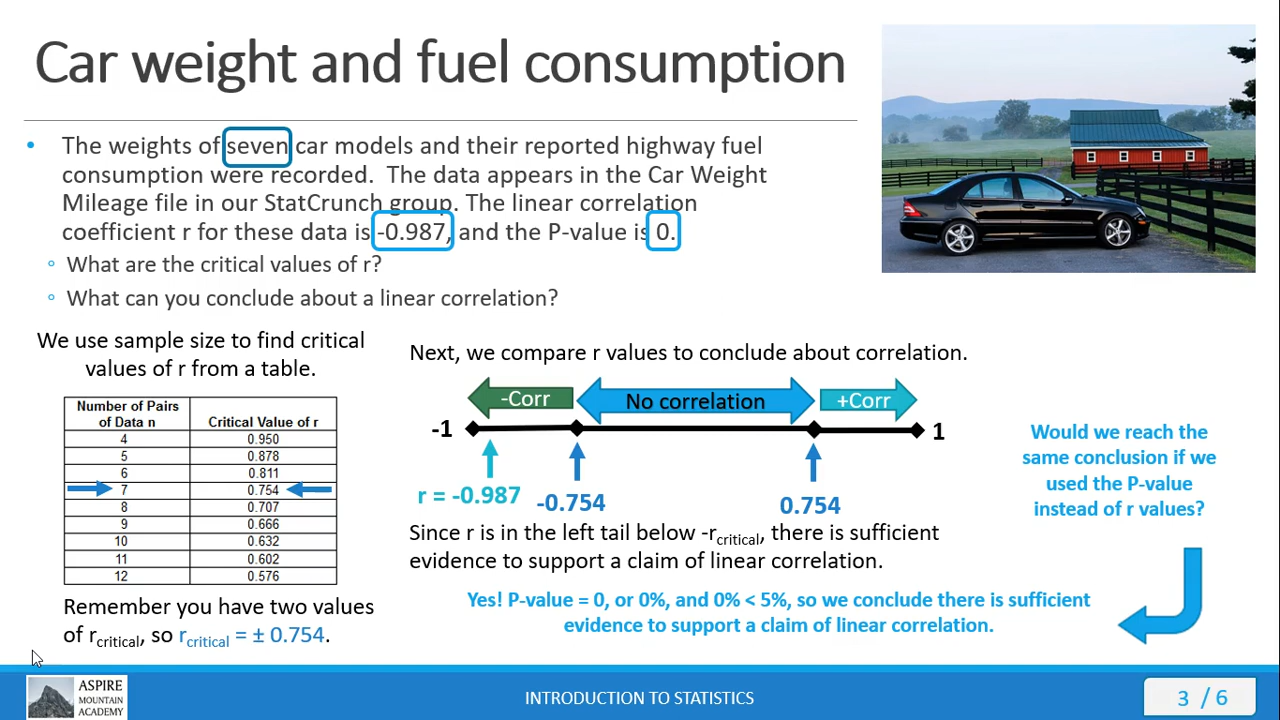 Car weight and fuel consumption
• The weights of seven car models and their reported highway fuel
consumption were recorded. The data appears in the Car Weight
Mileage file in our StatCrunch group. The linear correlation
coefficient r for these data is -0.987, and the P-value is 0.
◦ What are the critical values of r?
◦ What can you conclude about a linear correlation?
We use sample size to find critical
values of r from a table.
Number of Pairs of Data n Critical Value of r
4 0.950
5 0.878
6 0.811
7 0.754
8 0.707
9 0.666
10 0.632
11 0.602
12 0.576
Remember you have two values
of rcritical, so rcritical = ± 0.754.
Next, we compare r values to conclude about correlation.
-Corr No correlation +Corr
-1 1
r = -0.987 -0.754 0.754
Since r is in the left tail below -rcritical, there is sufficient
evidence to support a claim of linear correlation.
Would we reach the
same conclusion if we
used the P-value
instead of r values?
Yes! P-value = 0, or 0%, and 0% < 5%, so we conclude there is sufficient
evidence to support a claim of linear correlation.
ASPIRE
MOUNTAIN
ACADEMY
INTRODUCTION TO STATISTICS
3 / 6